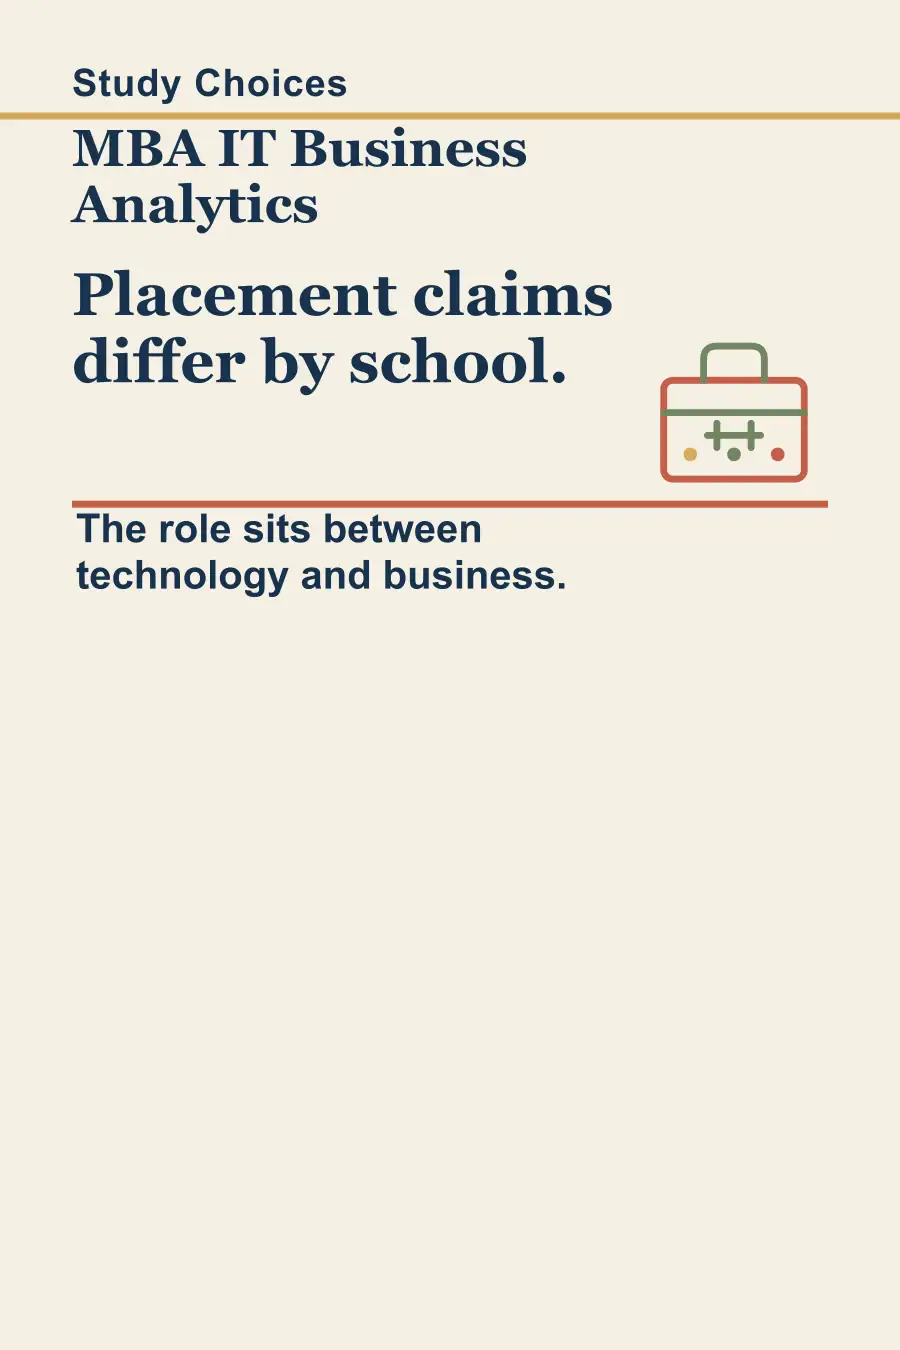 Study Choices
MBA IT Business
Analytics
Placement claims
differ by school.
The role sits between
technology and business.